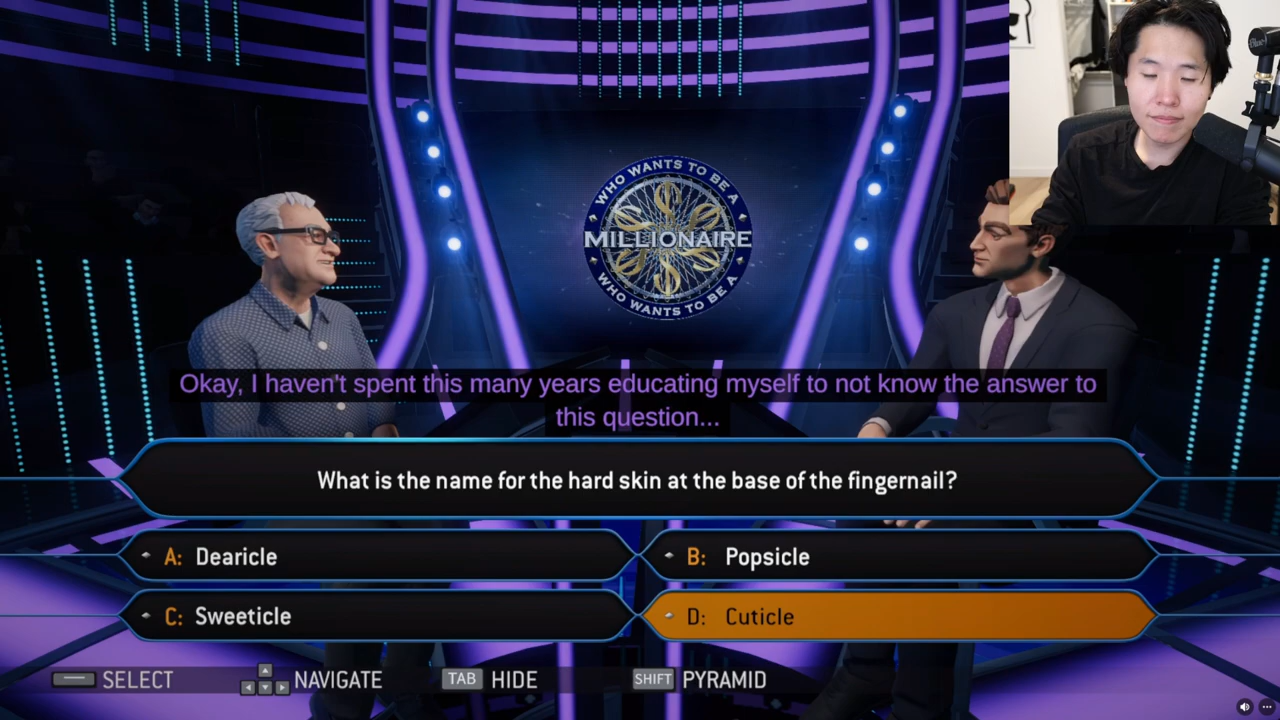 WHO WANTS TO BE A
MILLIONAIRE
WHO WANTS TO BE A
Okay, I haven't spent this many years educating myself to not know the answer to
this question...
What is the name for the hard skin at the base of the fingernail?
A: Dearicle
B: Popsicle
C: Sweeticle
D: Cuticle
SELECT NAVIGATE TAB HIDE SHIFT PYRAMID